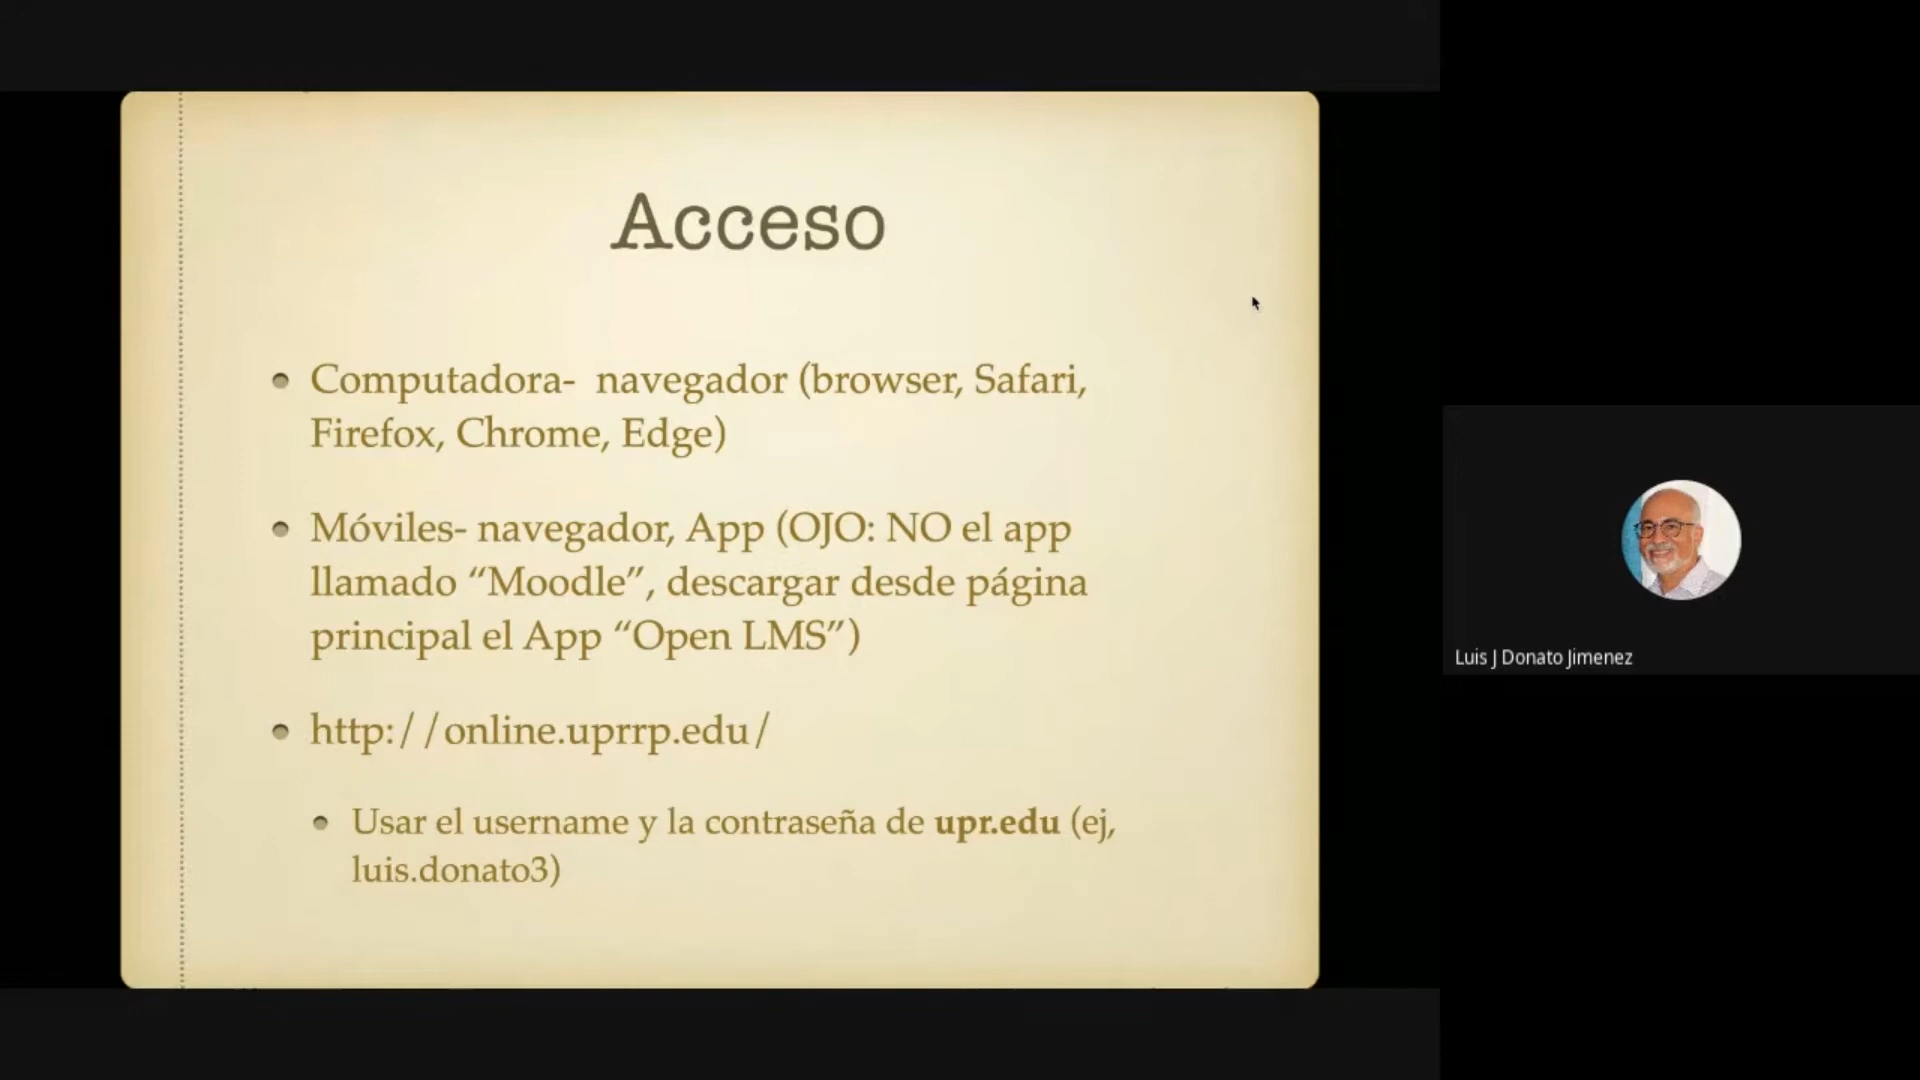 Acceso
Computadora- navegador (browser, Safari,
Firefox, Chrome, Edge)
Móviles- navegador, App (OJO: NO el app
llamado “Moodle”, descargar desde página
principal el App “Open LMS”)
http://online.uprrp.edu/
Usar el username y la contraseña de upr.edu (ej,
luis.donato3)
Luis J Donato Jimenez